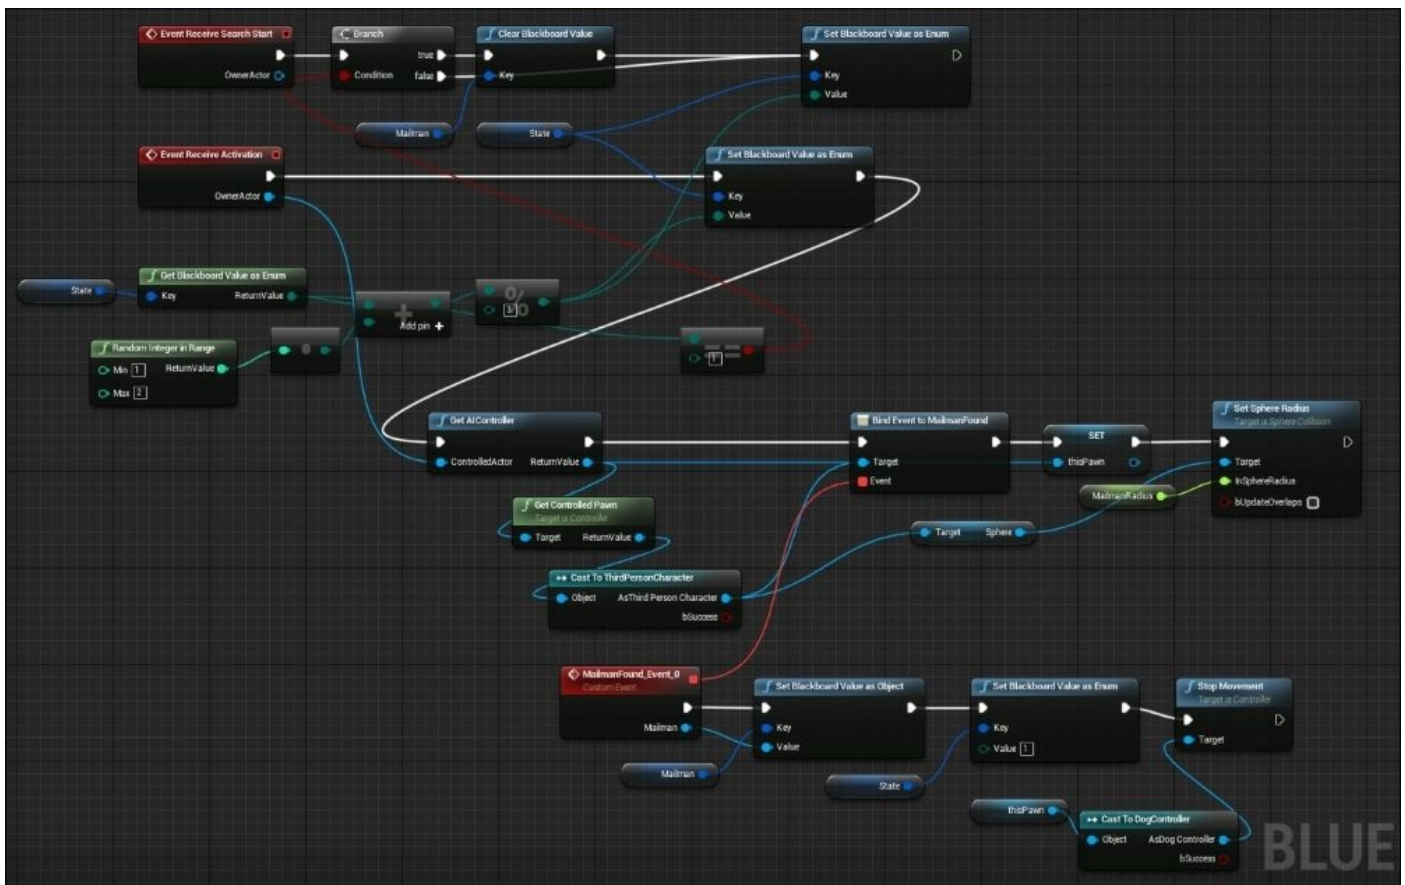 Event Receive Search Start
OwnerActor
Branch
true
Condition
false
Clear Blackboard Value
Key
Set Blackboard Value as Enum
Key
Value
Mailman
State
Event Receive Activation
OwnerActor
Set Blackboard Value as Enum
Key
Value
State
Get Blackboard Value as Enum
Key
ReturnValue
+
Add pin +
%
3
==
1
Random Integer in Range
Min 1
ReturnValue
Max 2
Get AIController
ControlledActor
ReturnValue
Bind Event to MailmanFound
Target
Event
SET
thisPawn
Set Sphere Radius
Target is Sphere Collision
Target
InSphereRadius
bUpdateOverlaps
MailmanRadius
Get Controlled Pawn
Target is Controller
Target
ReturnValue
Target
Sphere
Cast To ThirdPersonCharacter
Object
AsThird Person Character
bSuccess
MailmanFound_Event_0
Custom Event
Mailman
Set Blackboard Value as Object
Key
Value
Set Blackboard Value as Enum
Key
Value 1
Stop Movement
Target is Controller
Target
Mailman
State
thisPawn
Cast To DogController
Object
AsDog Controller
bSuccess
BLUE